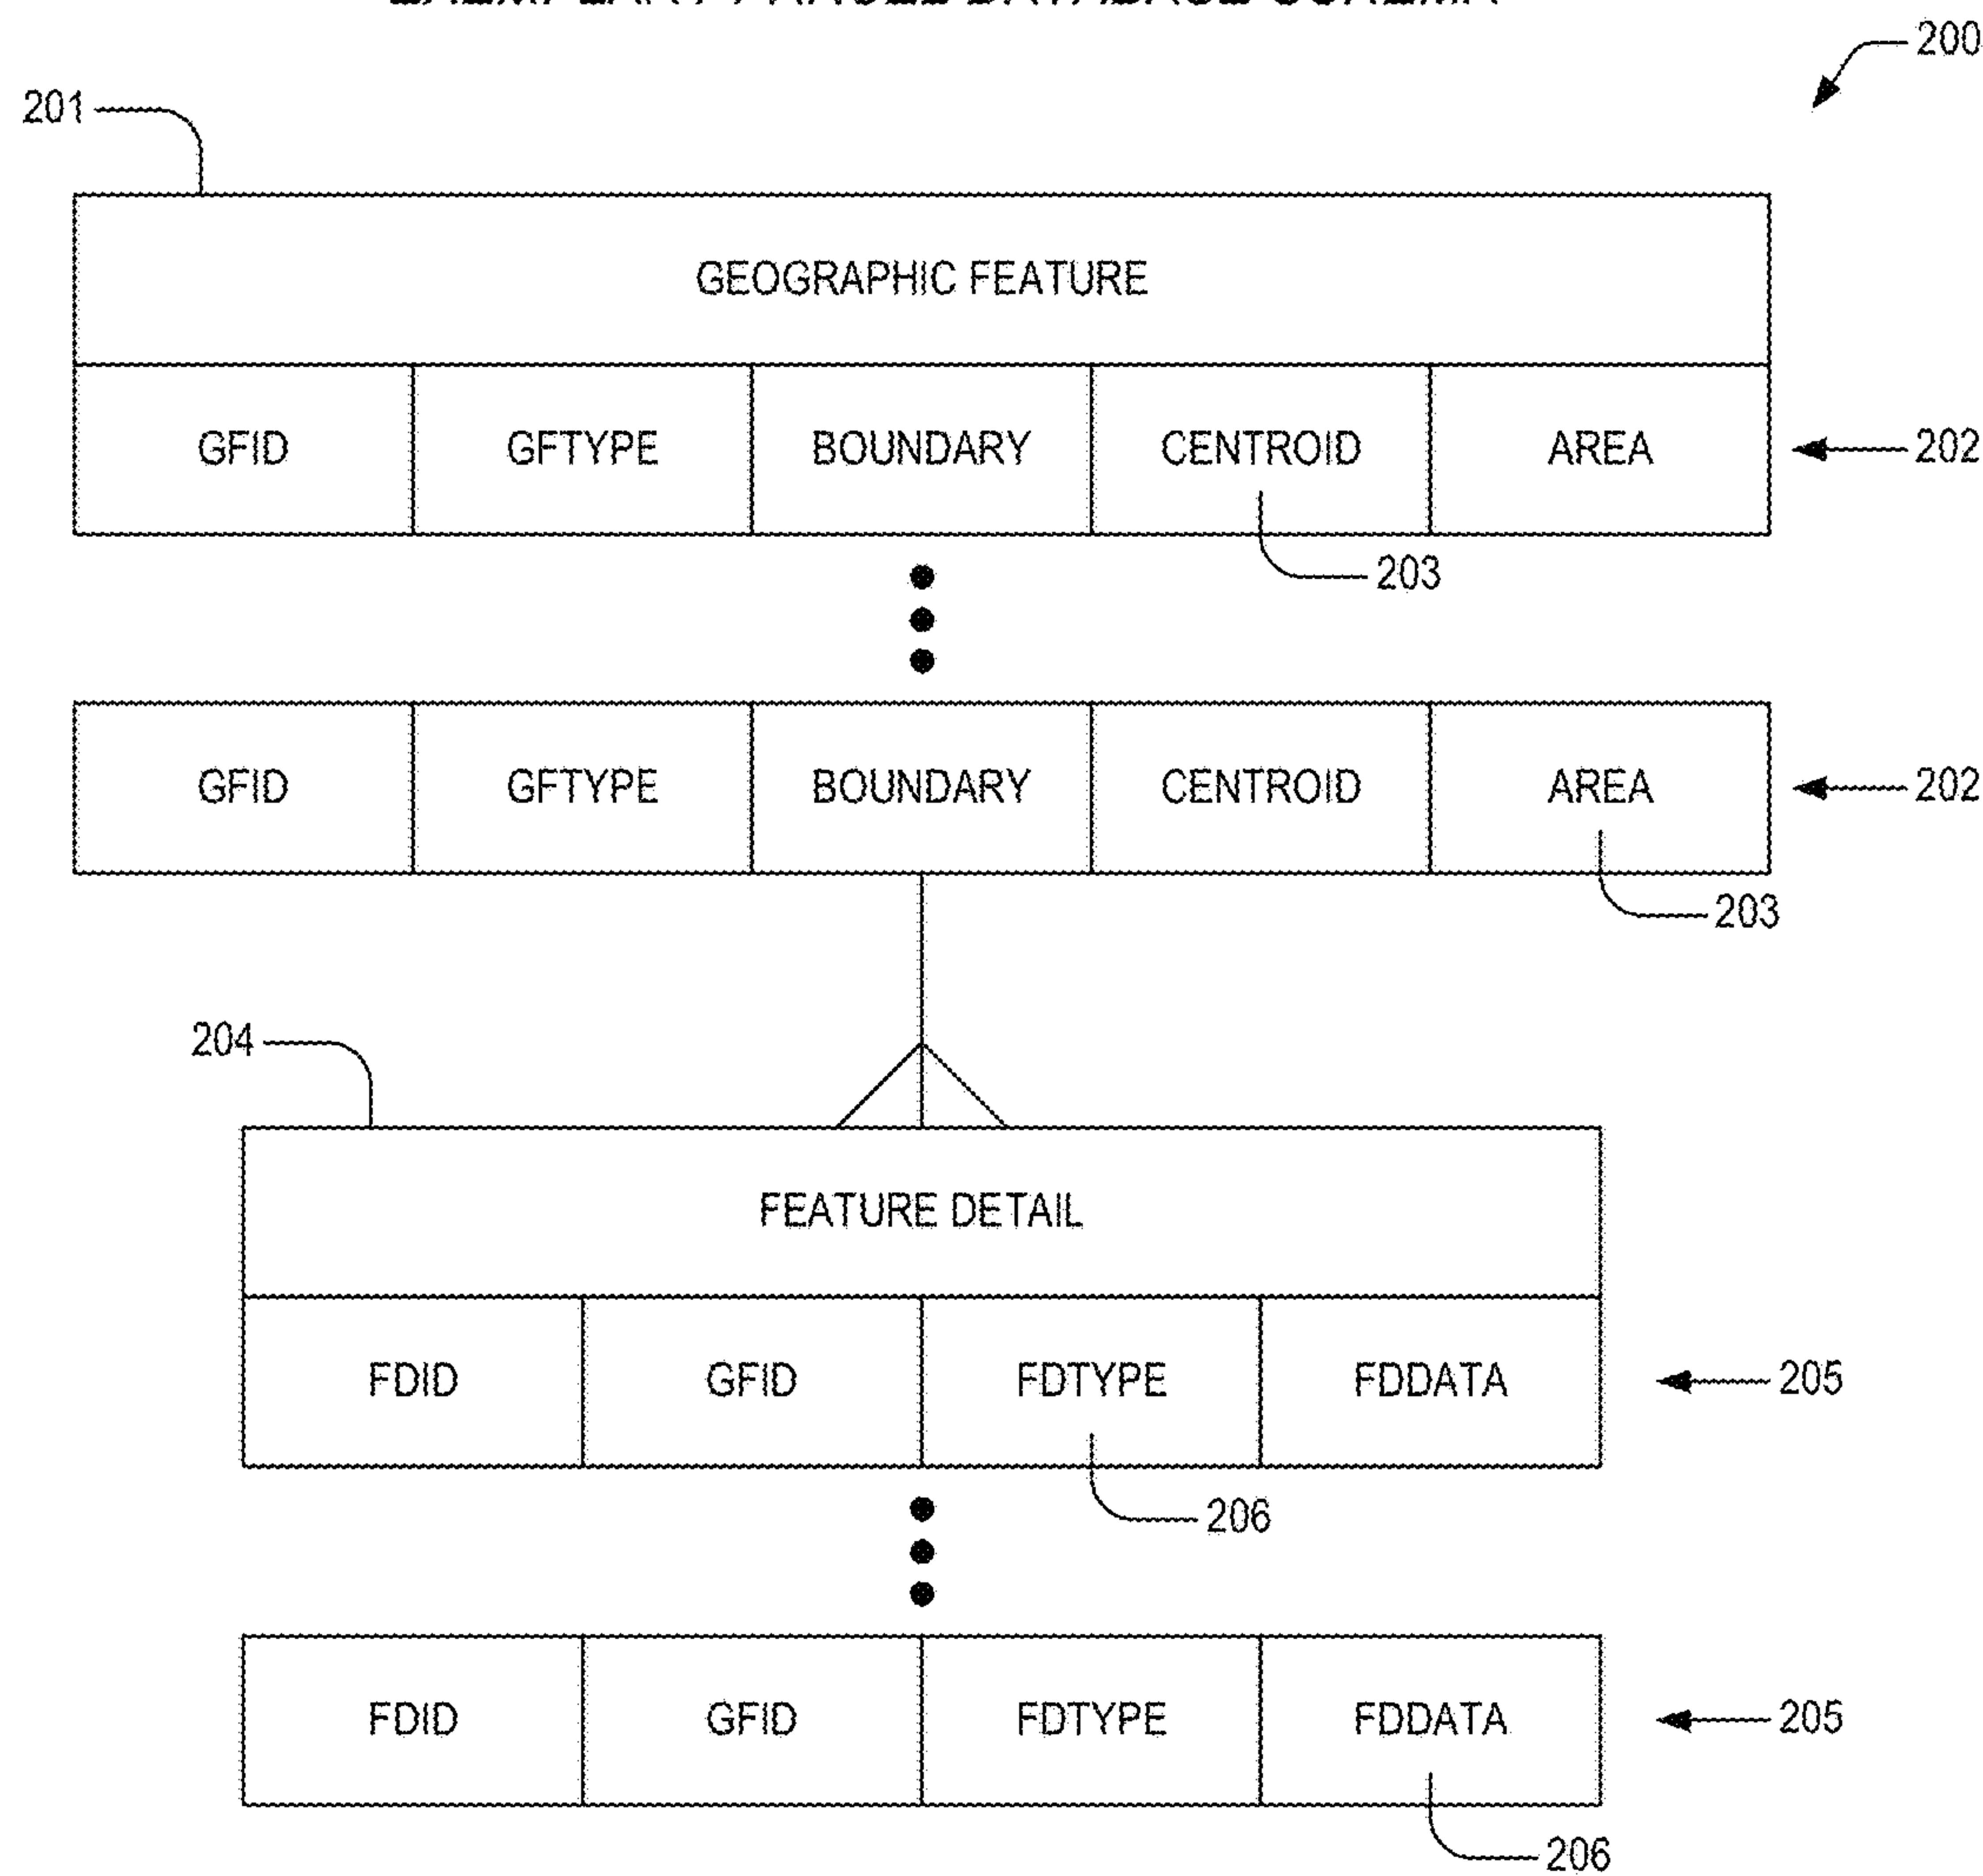 200
201
GEOGRAPHIC FEATURE
GFID GFTYPE BOUNDARY CENTROID AREA 202
203
GFID GFTYPE BOUNDARY CENTROID AREA 202
203
204
FEATURE DETAIL
FDID GFID FDTYPE FDDATA 205
206
FDID GFID FDTYPE FDDATA 205
206